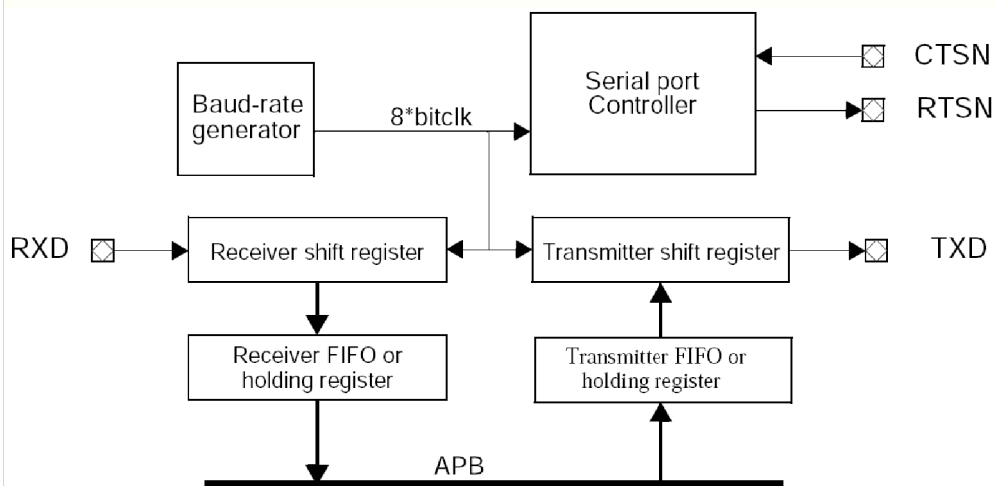 CTSN
Serial port
Controller
Baud-rate
generator
8*bitclk
RTSN
RXD
Receiver shift register
Transmitter shift register
TXD
Receiver FIFO or
holding register
Transmitter FIFO or
holding register
APB